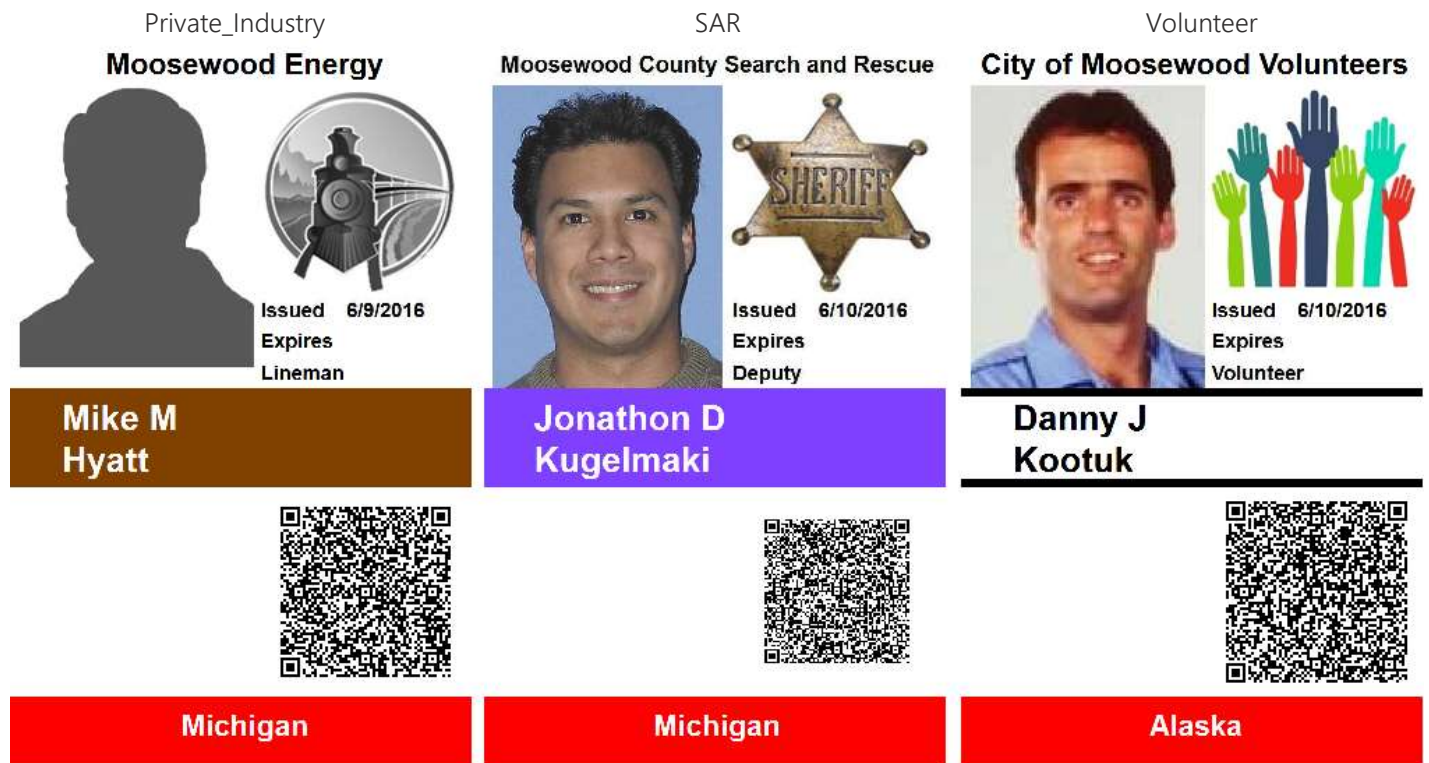 Private_Industry
Moosewood Energy
Issued 6/9/2016
Expires
Lineman
Mike M
Hyatt
Michigan
SAR
Moosewood County Search and Rescue
SHERIFF
Issued 6/10/2016
Expires
Deputy
Jonathon D
Kugelmaki
Michigan
Volunteer
City of Moosewood Volunteers
Issued 6/10/2016
Expires
Volunteer
Danny J
Kootuk
Alaska